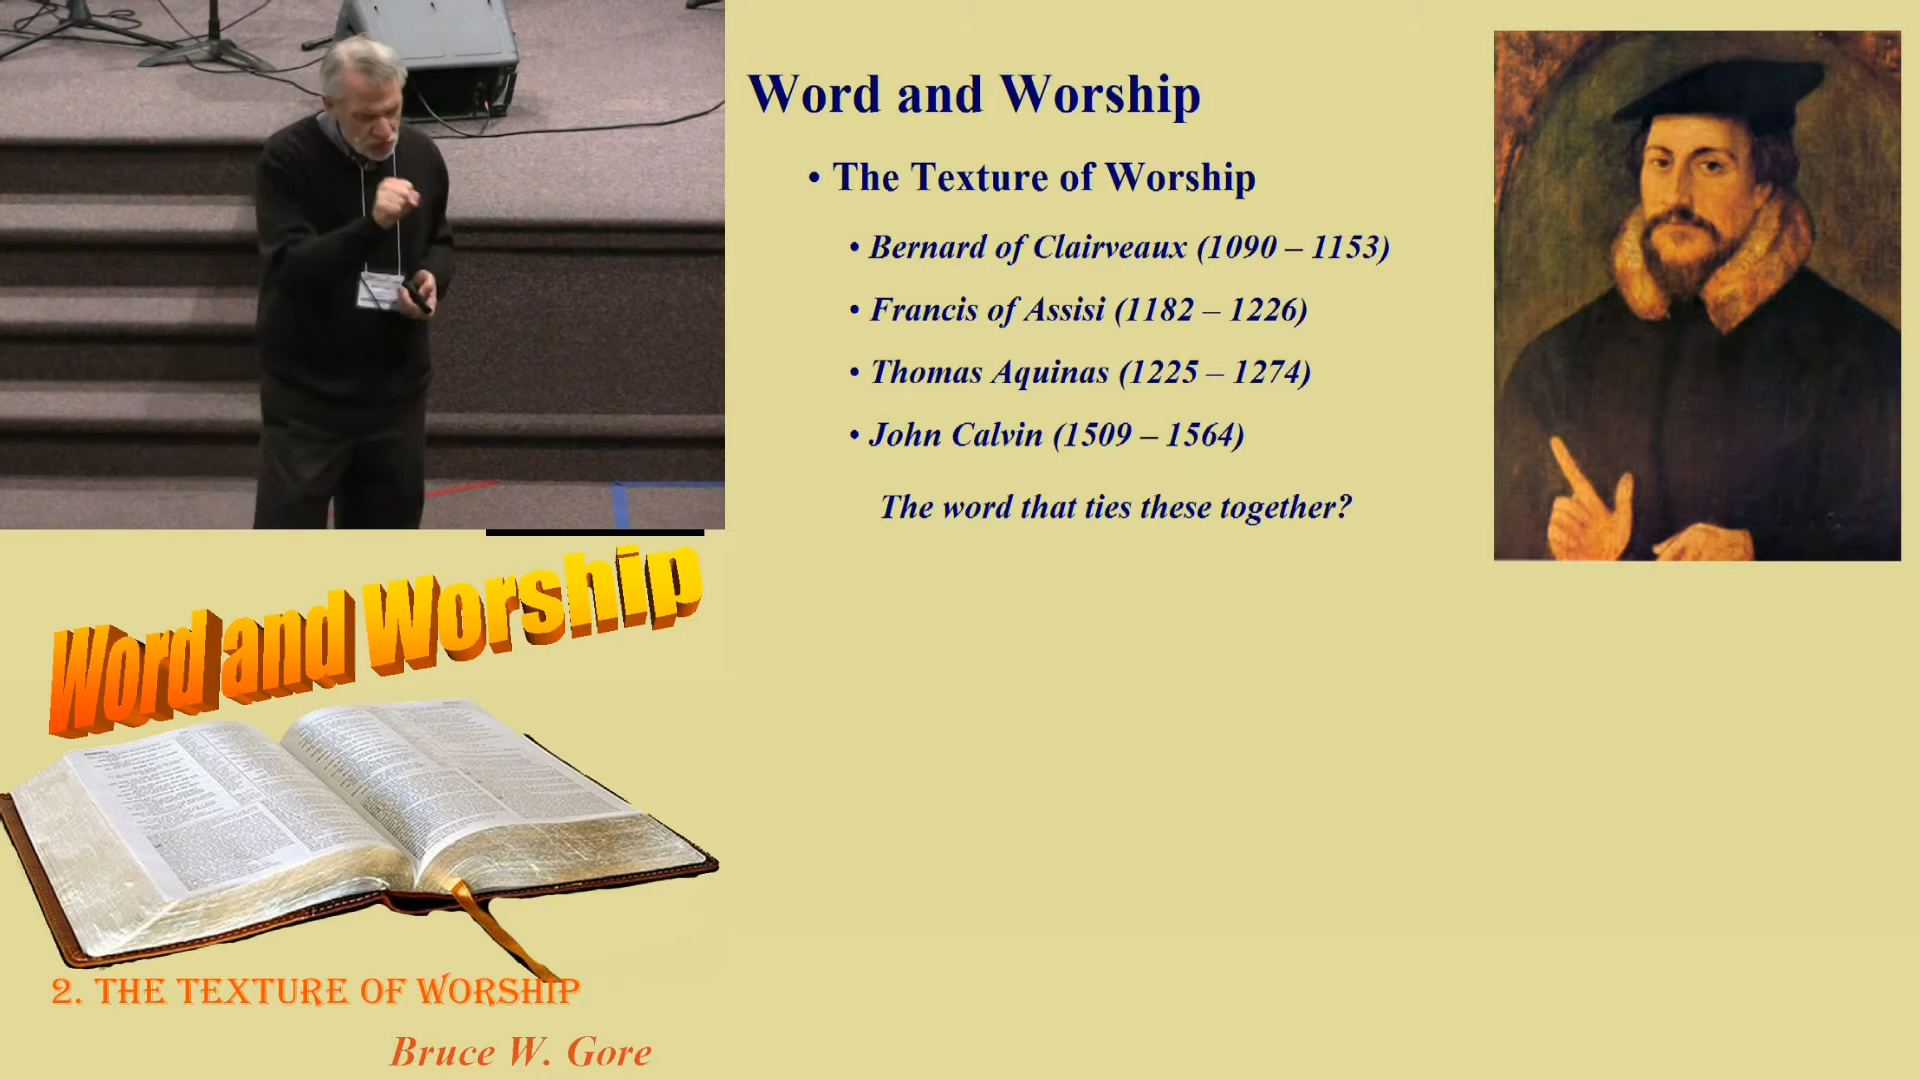 Word and Worship
• The Texture of Worship
• Bernard of Clairveaux (1090 – 1153)
• Francis of Assisi (1182 – 1226)
• Thomas Aquinas (1225 – 1274)
• John Calvin (1509 – 1564)
The word that ties these together?
Word and Worship
2. THE TEXTURE OF WORSHIP
Bruce W. Gore